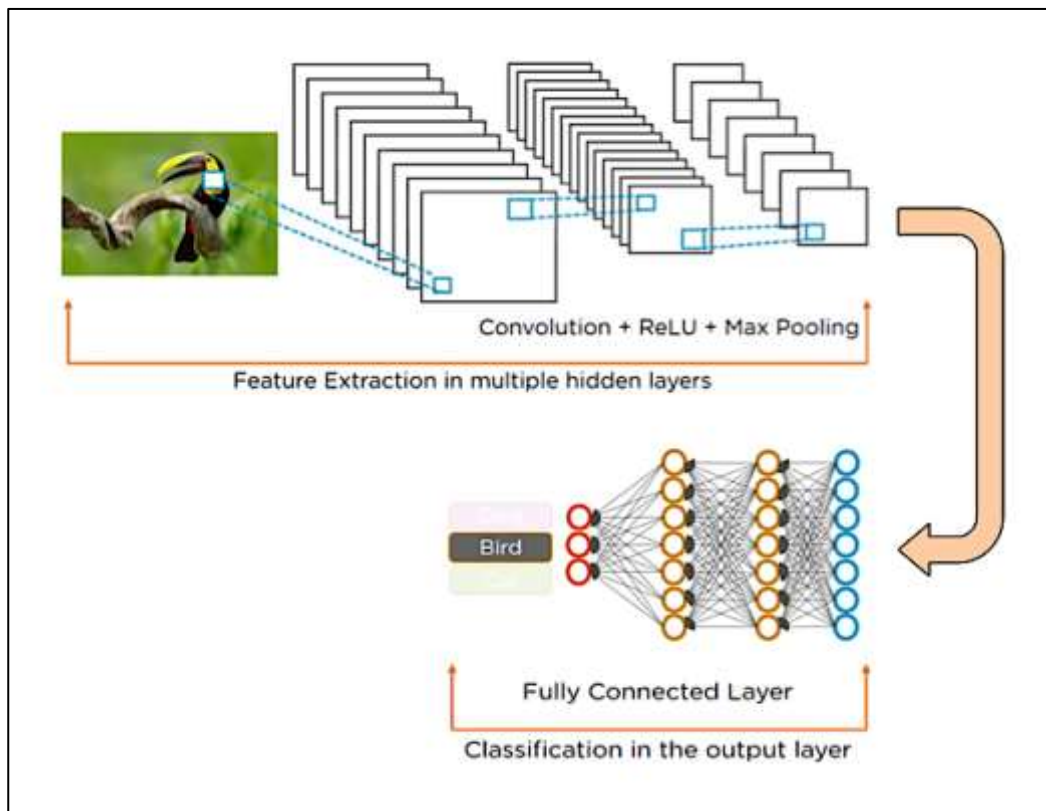 Convolution + ReLU + Max Pooling
Feature Extraction in multiple hidden layers
Bird
Fully Connected Layer
Classification in the output layer